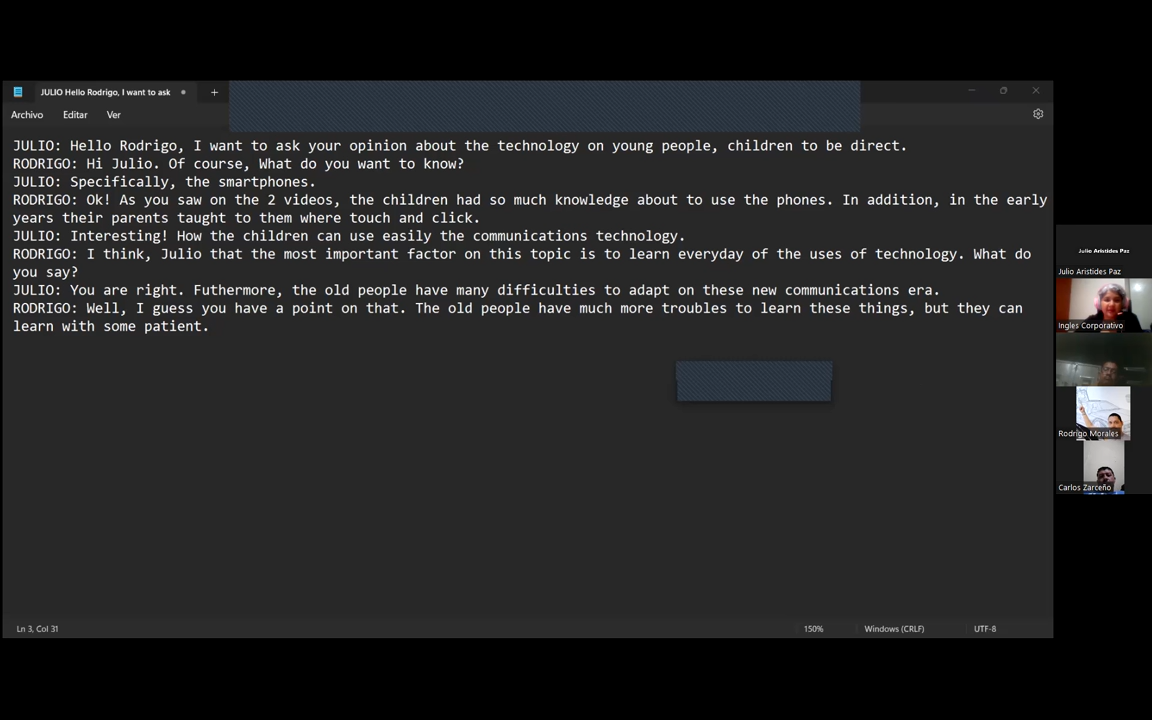 JULIO Hello Rodrigo, I want to ask
Archivo Editar Ver
JULIO: Hello Rodrigo, I want to ask your opinion about the technology on young people, children to be direct.
RODRIGO: Hi Julio. Of course, What do you want to know?
JULIO: Specifically, the smartphones.
RODRIGO: Ok! As you saw on the 2 videos, the children had so much knowledge about to use the phones. In addition, in the early
years their parents taught to them where touch and click.
JULIO: Interesting! How the children can use easily the communications technology.
RODRIGO: I think, Julio that the most important factor on this topic is to learn everyday of the uses of technology. What do
you say?
JULIO: You are right. Futhermore, the old people have many difficulties to adapt on these new communications era.
RODRIGO: Well, I guess you have a point on that. The old people have much more troubles to learn these things, but they can
learn with some patient.
Ln 3, Col 31 150% Windows (CRLF) UTF-8
Julio Aristides Paz
Julio Aristides Paz
Ingles Corporativo
Rodrigo Morales
Carlos Zarceño